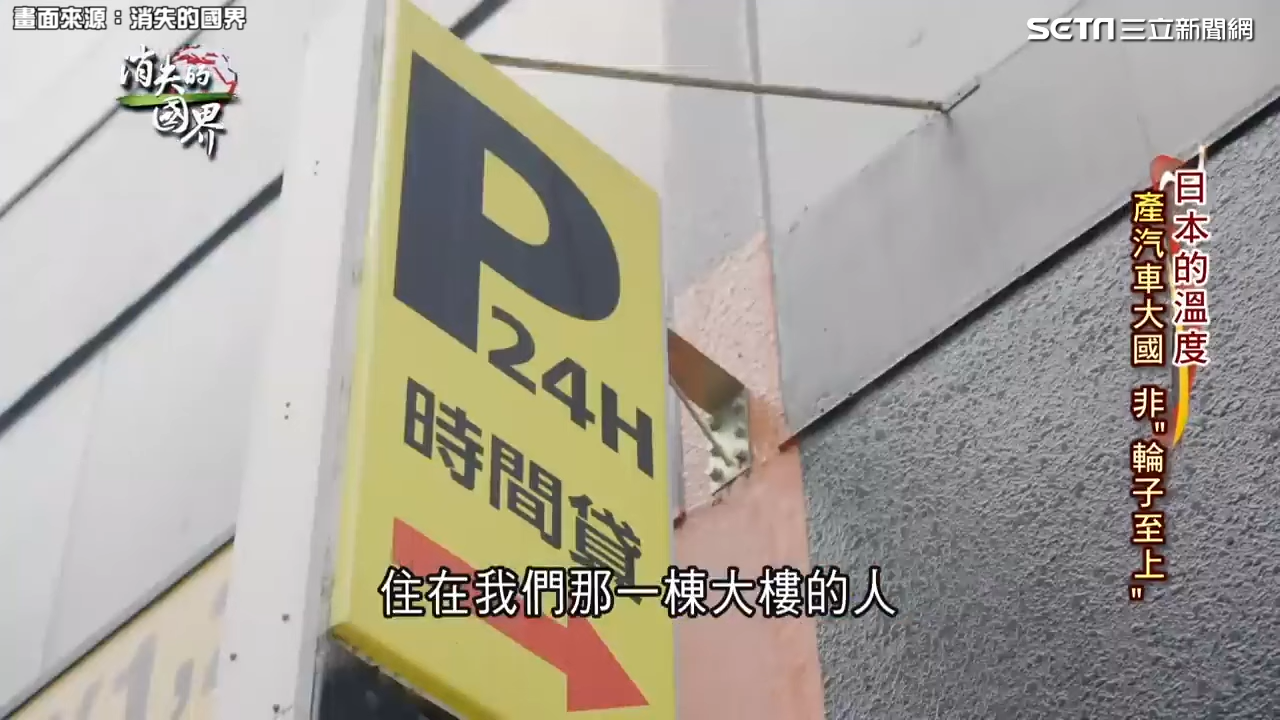 畫面來源：消失的國界
SETN三立新聞網
消失的
國界
日本的溫度
產汽車大國 非"輪子至上"
P
24H
時間貸
住在我們那一棟大樓的人